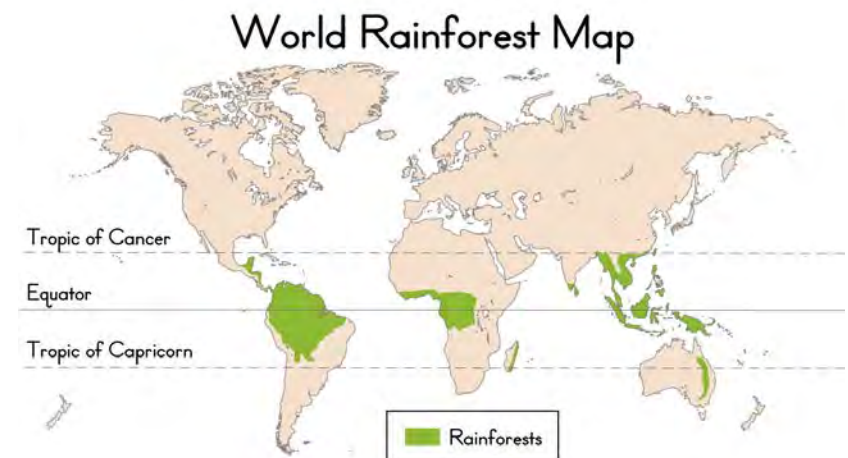 World Rainforest Map
Tropic of Cancer
Equator
Tropic of Capricorn
Rainforests